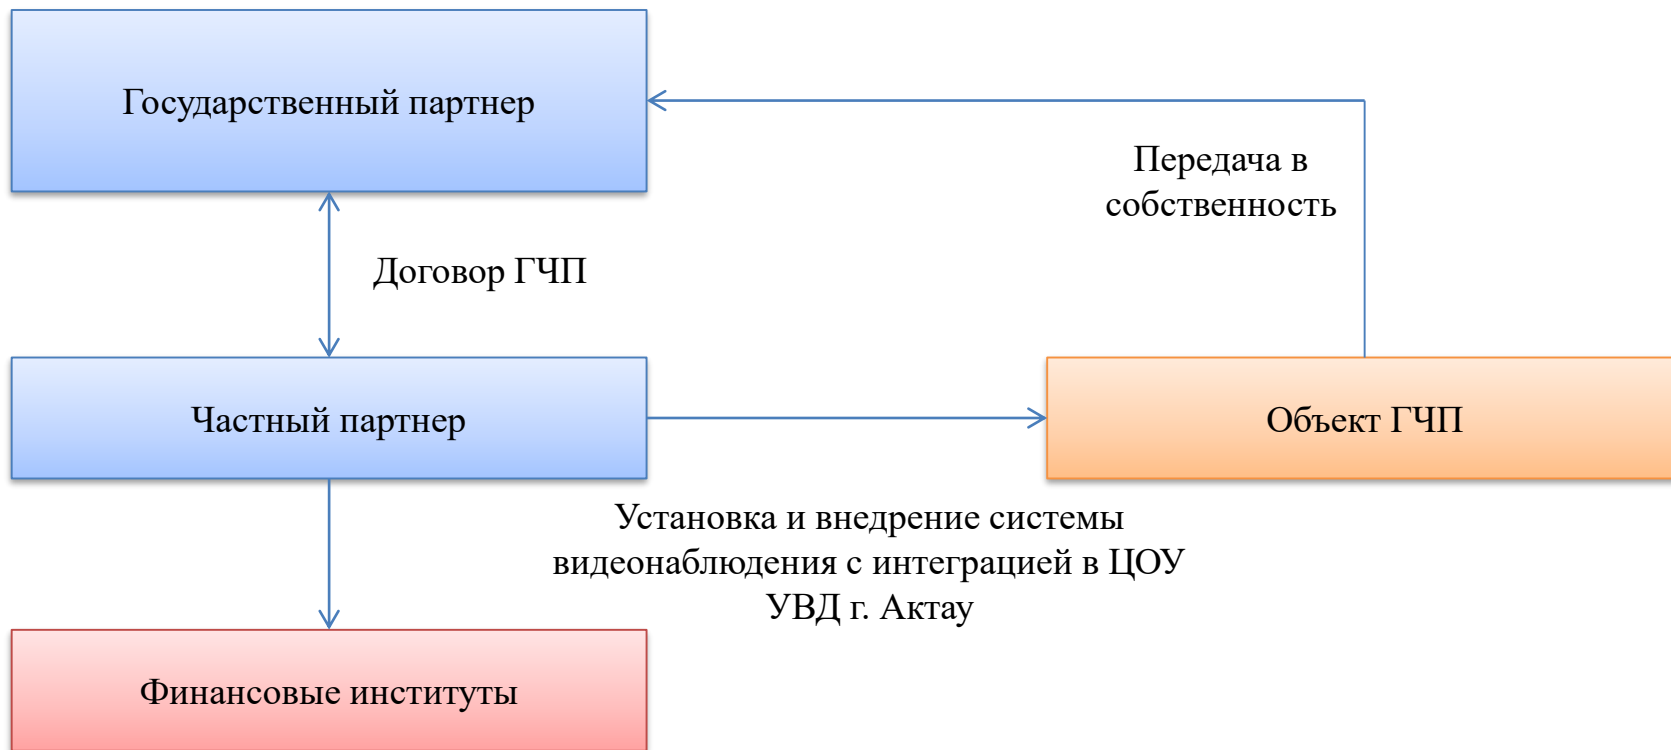 Государственный партнер
Передача в
собственность
Договор ГЧП
Частный партнер
Объект ГЧП
Установка и внедрение системы
видеонаблюдения с интеграцией в ЦОУ
УВД г. Актау
Финансовые институты